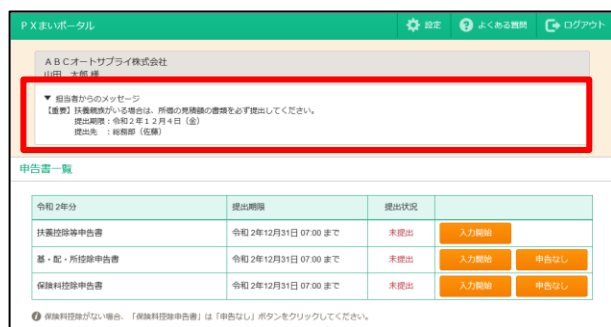 PXまいポータル 設定 よくある質問 ログアウト
ABCオートサプライ株式会社
山田 太郎 様
▼ 担当者からのメッセージ
【重要】扶養親族がいる場合は、所得の見積額の書類を必ず提出してください。
提出期限：令和2年12月4日（金）
提出先 ：総務部（佐藤）
申告書一覧
令和 2年分 提出期限 提出状況
扶養控除等申告書 令和 2年12月31日 07:00 まで 未提出 入力開始
基・配・所控除申告書 令和 2年12月31日 07:00 まで 未提出 入力開始 申告なし
保険料控除申告書 令和 2年12月31日 07:00 まで 未提出 入力開始 申告なし
保険料控除がない場合、「保険料控除申告書」は「申告なし」ボタンをクリックしてください。